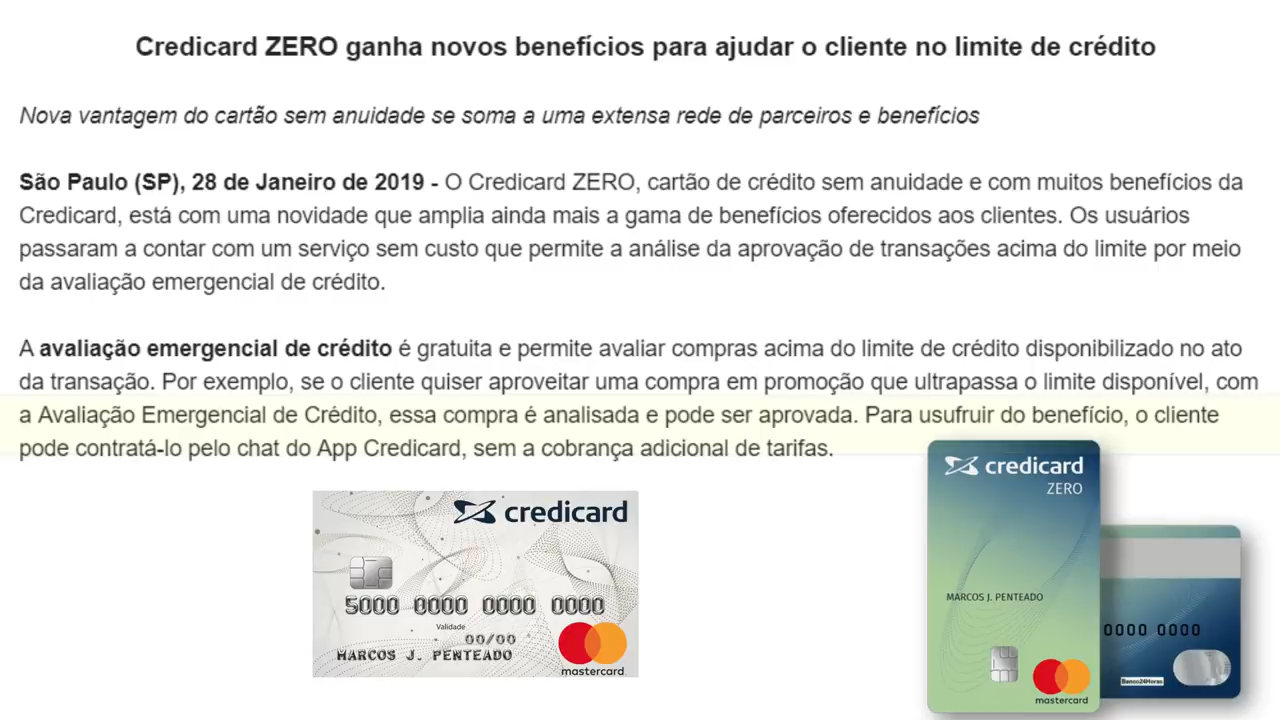 Credicard ZERO ganha novos benefícios para ajudar o cliente no limite de crédito
Nova vantagem do cartão sem anuidade se soma a uma extensa rede de parceiros e benefícios
São Paulo (SP), 28 de Janeiro de 2019 - O Credicard ZERO, cartão de crédito sem anuidade e com muitos benefícios da
Credicard, está com uma novidade que amplia ainda mais a gama de benefícios oferecidos aos clientes. Os usuários
passaram a contar com um serviço sem custo que permite a análise da aprovação de transações acima do limite por meio
da avaliação emergencial de crédito.
A avaliação emergencial de crédito é gratuita e permite avaliar compras acima do limite de crédito disponibilizado no ato
da transação. Por exemplo, se o cliente quiser aproveitar uma compra em promoção que ultrapassa o limite disponível, com
a Avaliação Emergencial de Crédito, essa compra é analisada e pode ser aprovada. Para usufruir do benefício, o cliente
pode contratá-lo pelo chat do App Credicard, sem a cobrança adicional de tarifas.
credicard
5000 0000 0000 0000
Validade
00/00
MARCOS J. PENTEADO
mastercard
credicard
ZERO
MARCOS J. PENTEADO
mastercard
0000 0000
Banco24Horas